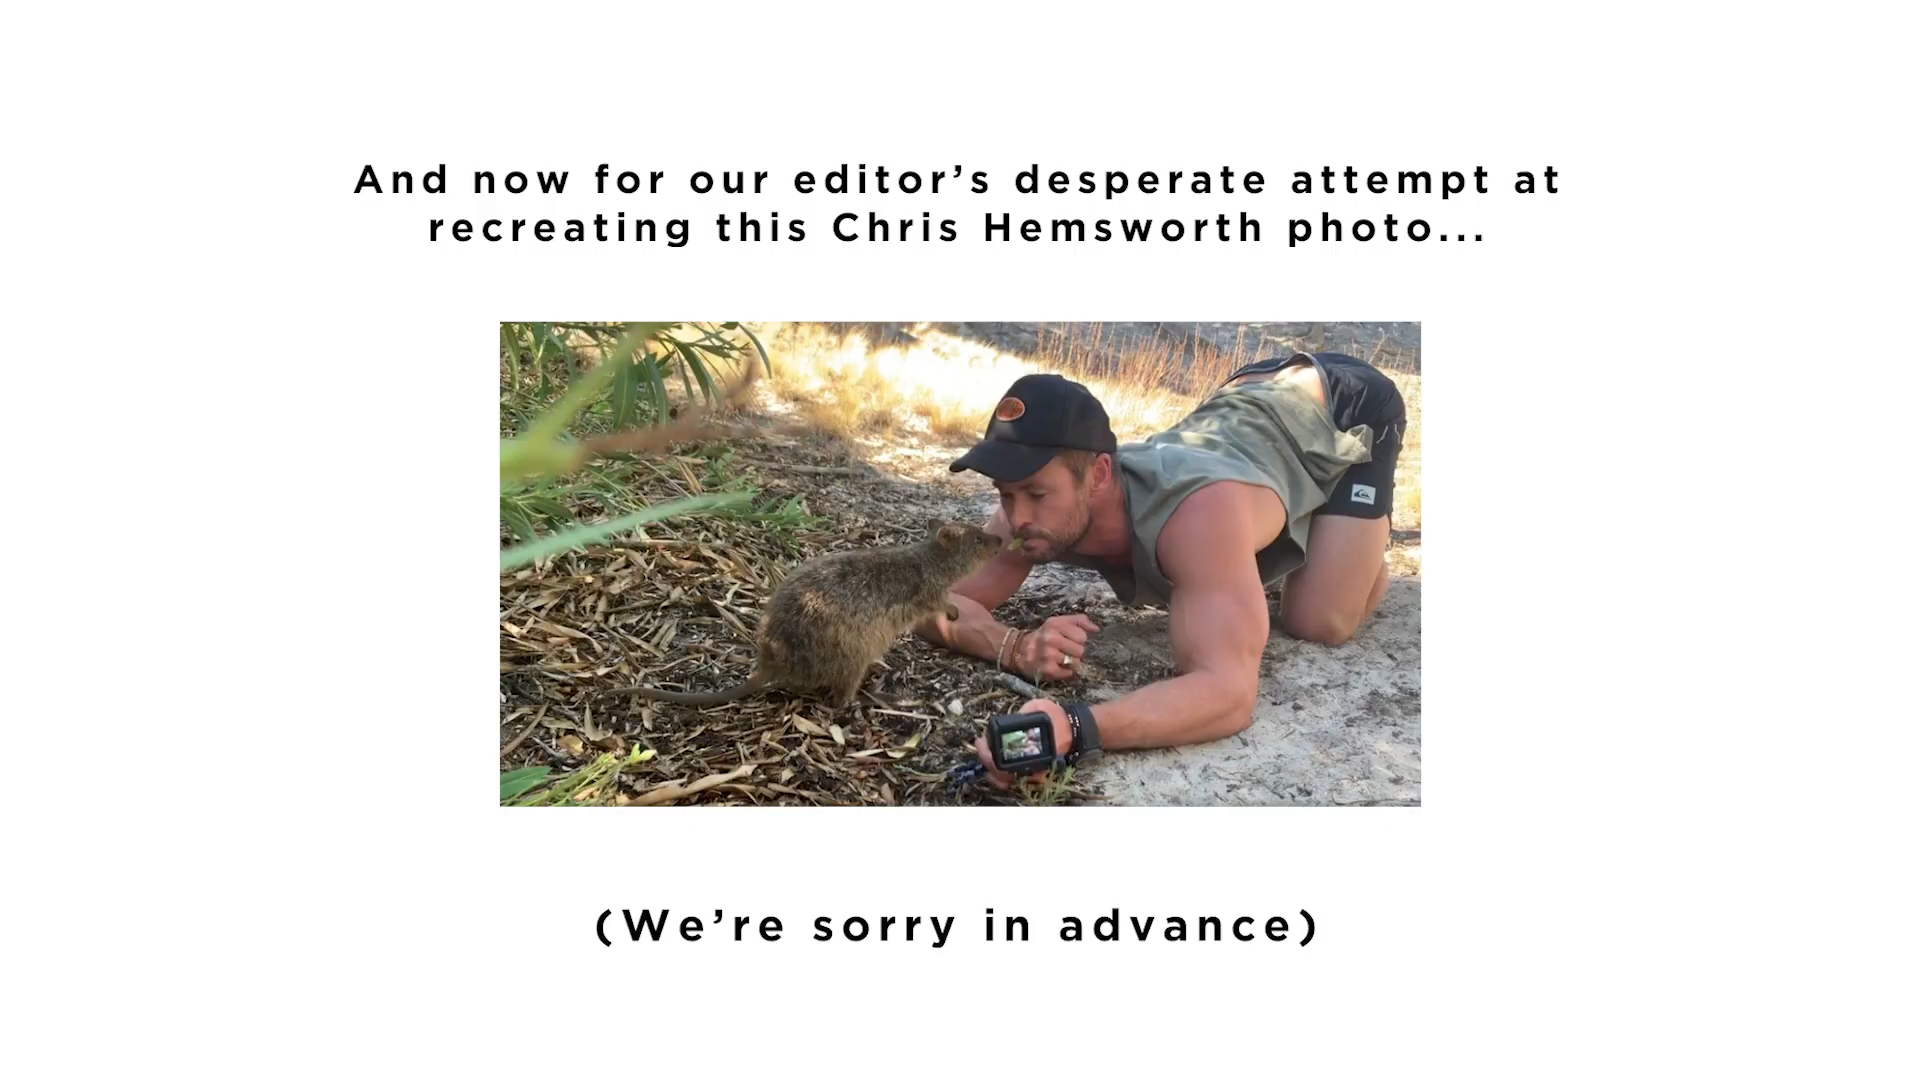 And now for our editor’s desperate attempt at
recreating this Chris Hemsworth photo...
(We’re sorry in advance)